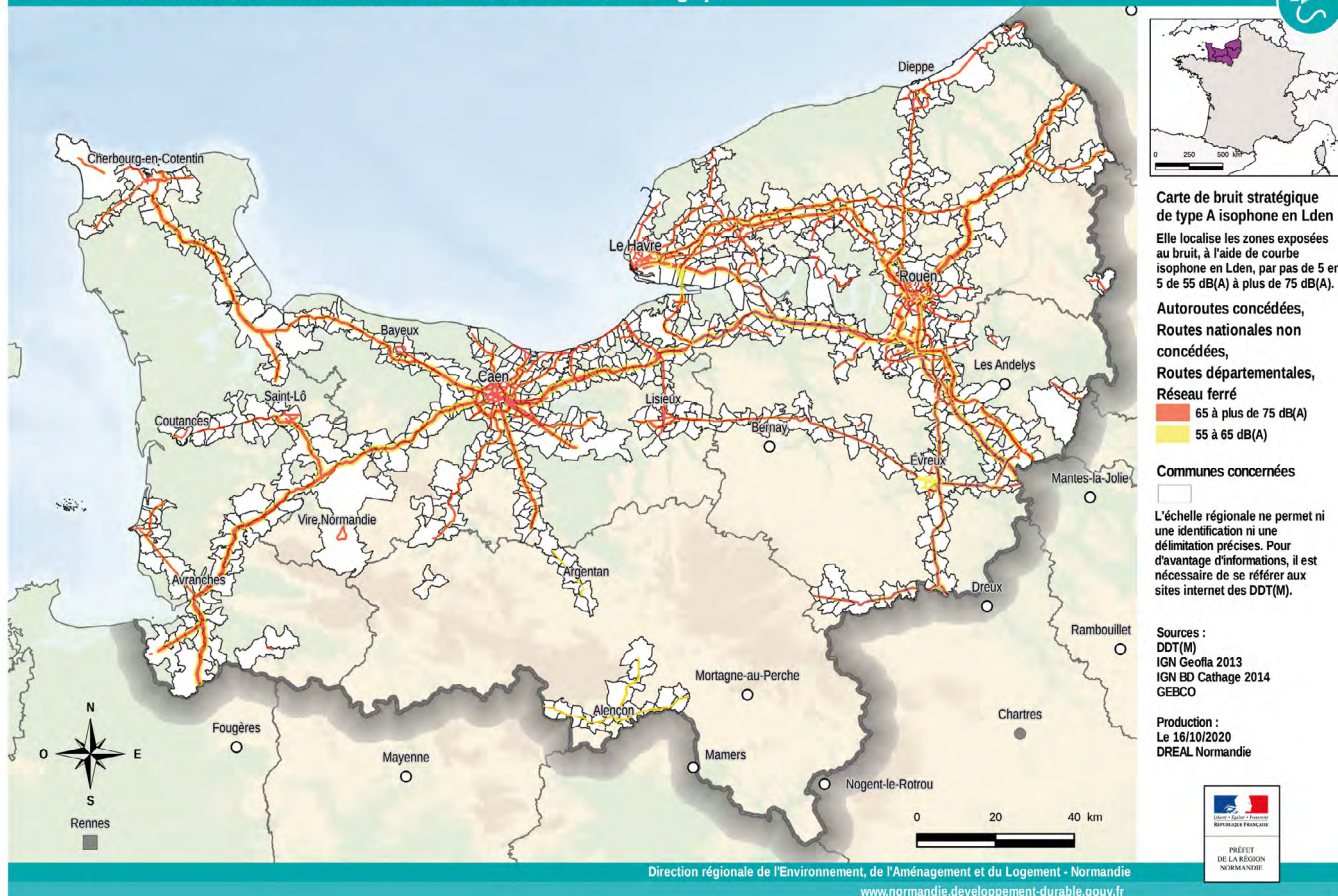 Dieppe
Cherbourg-en-Cotentin
Le Havre
Rouen
Bayeux
Caen
Les Andelys
Saint-Lô
Lisieux
Coutances
Bernay
Évreux
Mantes-la-Jolie
Vire Normandie
Argentan
Avranches
Dreux
Rambouillet
Mortagne-au-Perche
Alençon
Chartres
Fougères
Mayenne
Mamers
Nogent-le-Rotrou
Rennes
N
O
E
S
0 20 40 km
0 250 500 km
Carte de bruit stratégique
de type A isophone en Lden
Elle localise les zones exposées
au bruit, à l'aide de courbe
isophone en Lden, par pas de 5 en
5 de 55 dB(A) à plus de 75 dB(A).
Autoroutes concédées,
Routes nationales non
concédées,
Routes départementales,
Réseau ferré
65 à plus de 75 dB(A)
55 à 65 dB(A)
Communes concernées
L'échelle régionale ne permet ni
une identification ni une
délimitation précises. Pour
d'avantage d'informations, il est
nécessaire de se référer aux
sites internet des DDT(M).
Sources :
DDT(M)
IGN Geofla 2013
IGN BD Cathage 2014
GEBCO
Production :
Le 16/10/2020
DREAL Normandie
Liberté • Égalité • Fraternité
RÉPUBLIQUE FRANÇAISE
PRÉFET
DE LA RÉGION
NORMANDIE
Direction régionale de l'Environnement, de l'Aménagement et du Logement - Normandie
www.normandie.developpement-durable.gouv.fr